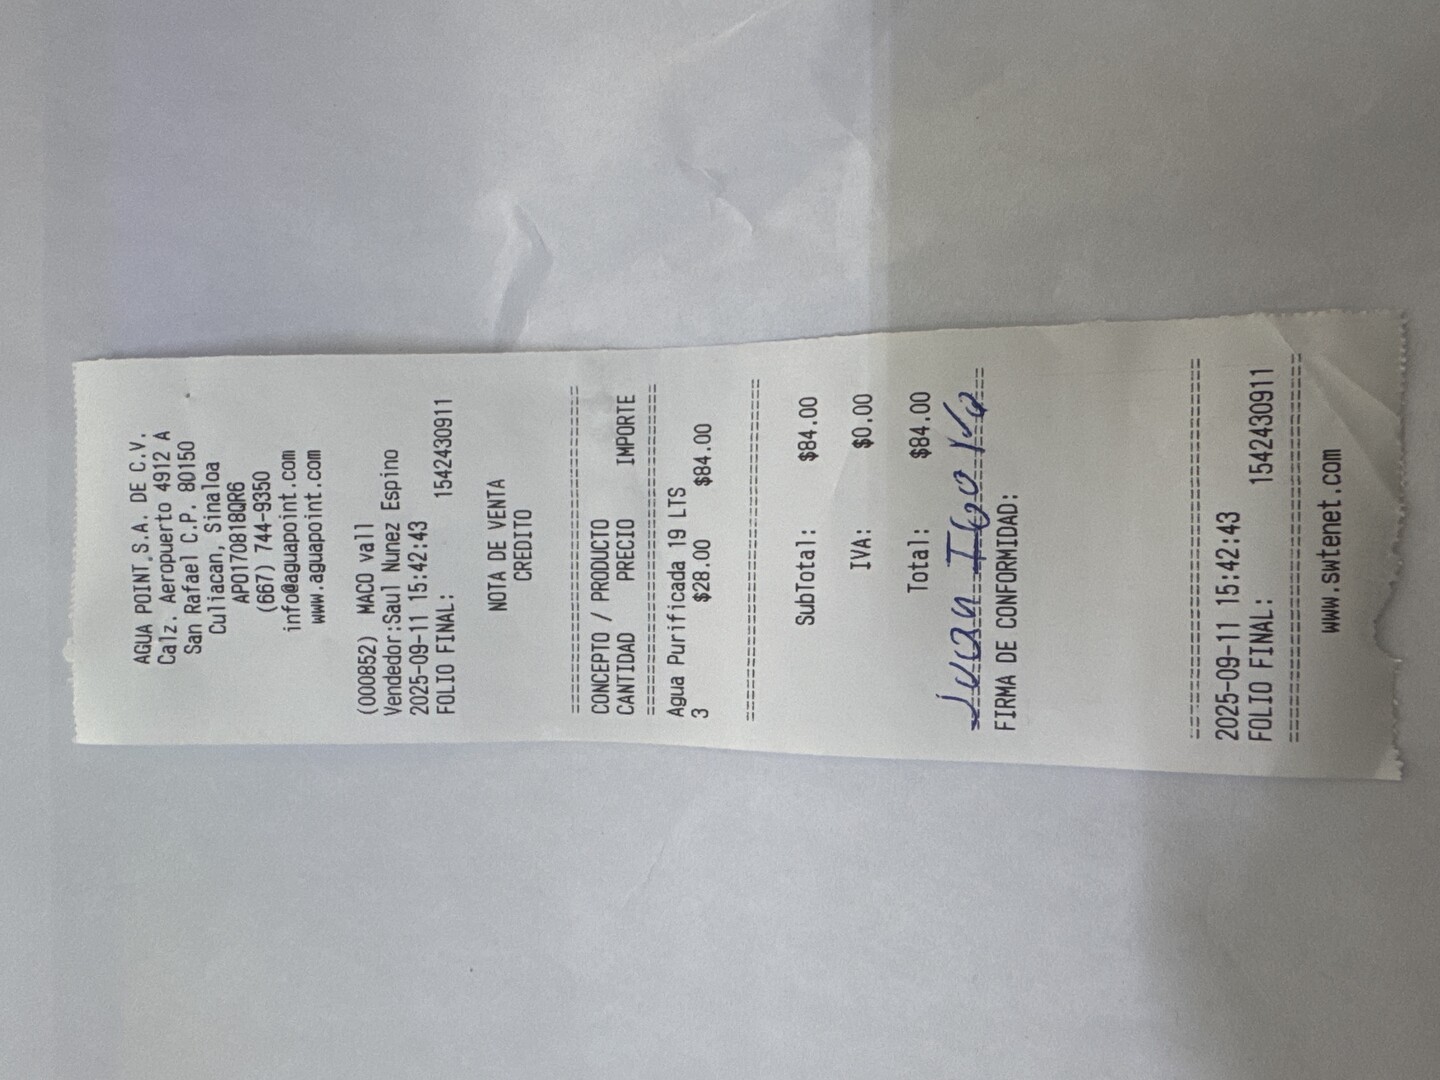 AGUA POINT,S.A. DE C.V.
Calz. Aeropuerto 4912 A
San Rafael C.P. 80150
Culiacan, Sinaloa
APO170818QR6
(667) 744-9350
info@aguapoint.com
www.aguapoint.com
(000852) MACO vall
Vendedor:Saul Nunez Espino
2025-09-11 15:42:43
FOLIO FINAL: 1542430911
NOTA DE VENTA
CREDITO
================================
CONCEPTO / PRODUCTO
CANTIDAD PRECIO IMPORTE
================================
Agua Purificada 19 LTS
3 $28.00 $84.00
================================
SubTotal: $84.00
IVA: $0.00
Total: $84.00
Juan
================================
FIRMA DE CONFORMIDAD:
================================
2025-09-11 15:42:43
FOLIO FINAL: 1542430911
================================
www.swtenet.com